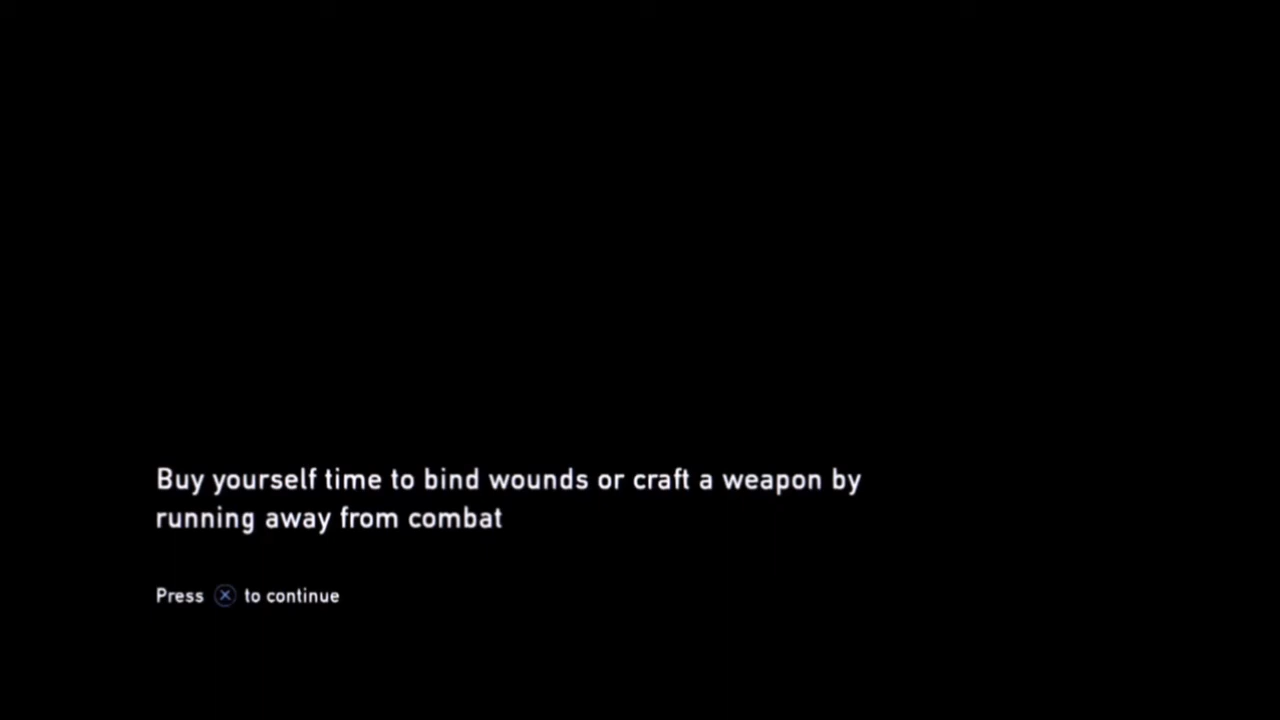 Buy yourself time to bind wounds or craft a weapon by
running away from combat
Press ⓧ to continue